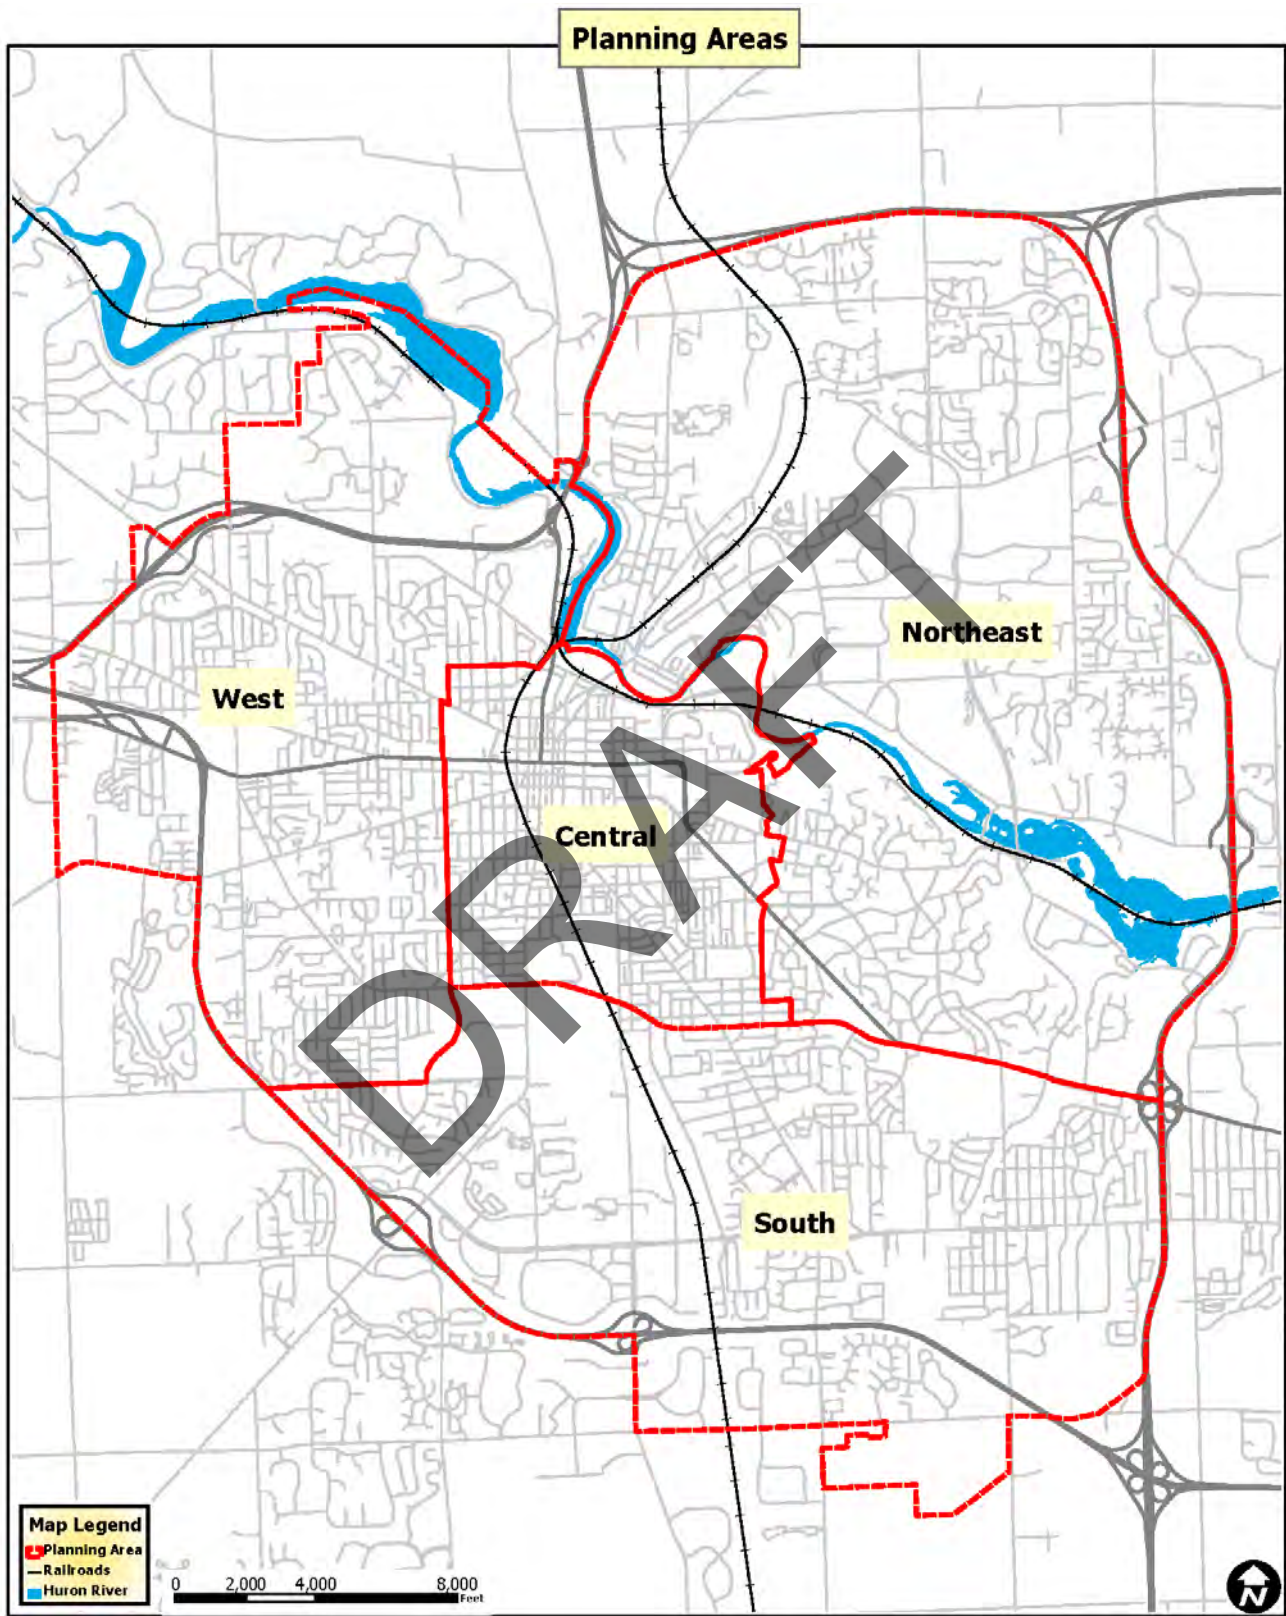 Planning Areas
Northeast
West
Central
South
DRAFT
Map Legend
Planning Area
Railroads
Huron River
0 2,000 4,000 8,000
Feet
N